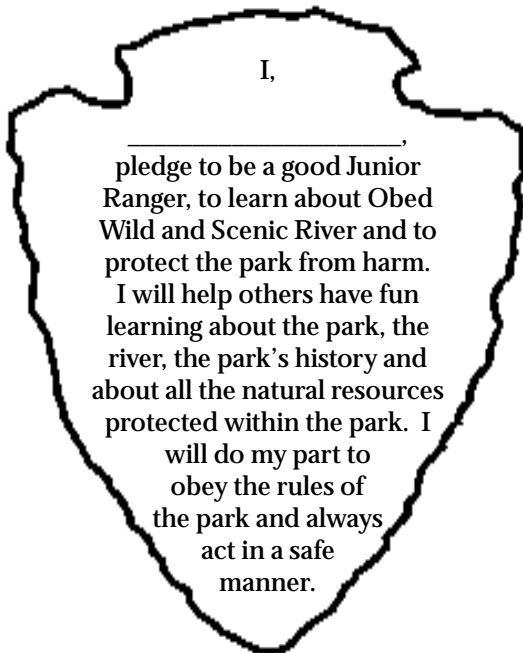 I,
_____________________,
pledge to be a good Junior
Ranger, to learn about Obed
Wild and Scenic River and to
protect the park from harm.
I will help others have fun
learning about the park, the
river, the park’s history and
about all the natural resources
protected within the park.  I
will do my part to
obey the rules of
the park and always
act in a safe
manner.